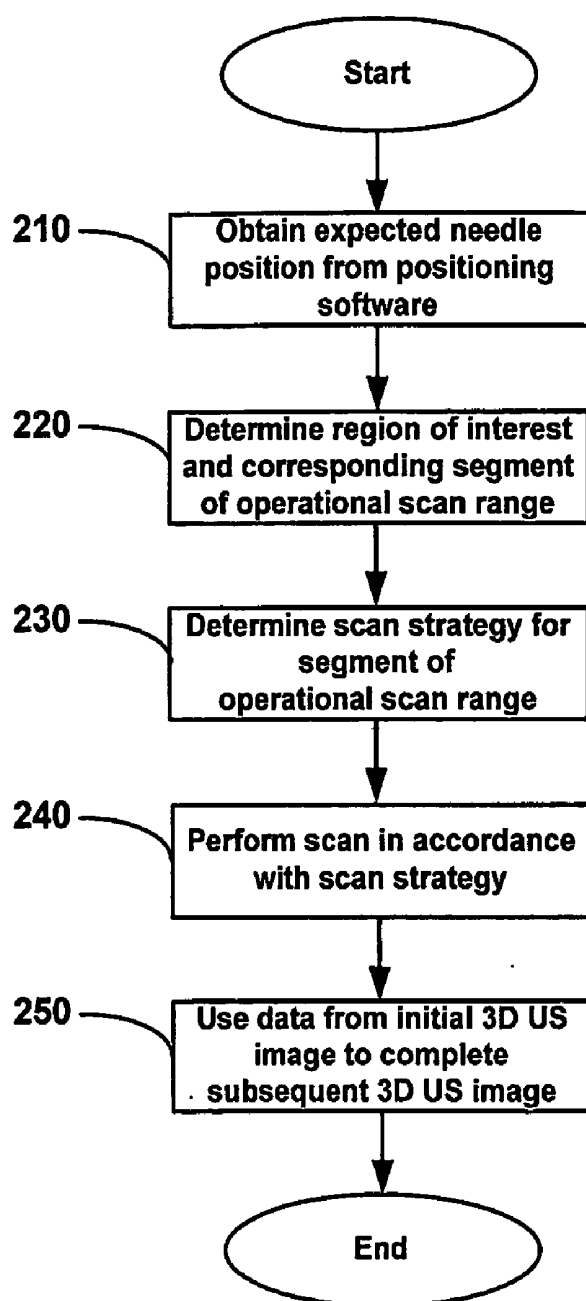 Start
210
Obtain expected needle
position from positioning
software
220
Determine region of interest
and corresponding segment
of operational scan range
230
Determine scan strategy for
segment of
operational scan range
240
Perform scan in accordance
with scan strategy
250
Use data from initial 3D US
image to complete
subsequent 3D US image
End